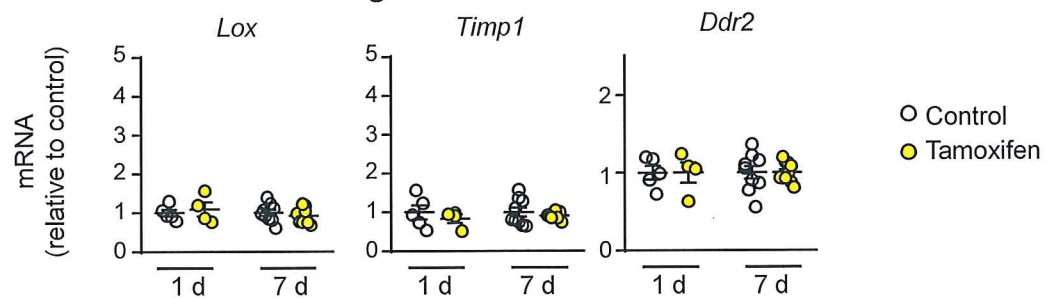 Lox
Timp1
Ddr2
mRNA
(relative to control)
5
4
3
2
1
0
5
4
3
2
1
0
2
1
0
1 d
7 d
1 d
7 d
1 d
7 d
Control
Tamoxifen